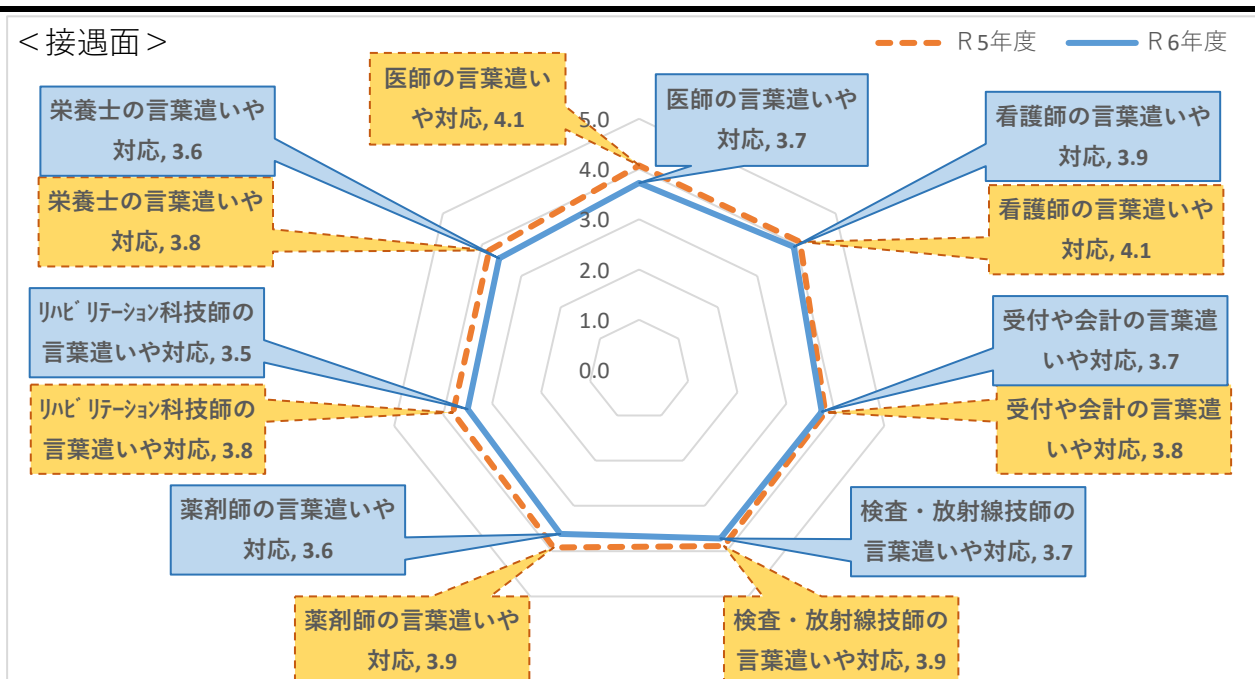 ＜接遇面＞
Ｒ5年度
Ｒ6年度
医師の言葉遣い
や対応, 4.1
医師の言葉遣いや
対応, 3.7
看護師の言葉遣いや
対応, 3.9
看護師の言葉遣いや
対応, 4.1
受付や会計の言葉遣
いや対応, 3.7
受付や会計の言葉遣
いや対応, 3.8
検査・放射線技師の
言葉遣いや対応, 3.7
検査・放射線技師の
言葉遣いや対応, 3.9
薬剤師の言葉遣いや
対応, 3.6
薬剤師の言葉遣いや
対応, 3.9
ﾘﾊﾋﾞﾘﾃｰｼｮﾝ科技師の
言葉遣いや対応, 3.5
ﾘﾊﾋﾞﾘﾃｰｼｮﾝ科技師の
言葉遣いや対応, 3.8
栄養士の言葉遣いや
対応, 3.6
栄養士の言葉遣いや
対応, 3.8
5.0
4.0
3.0
2.0
1.0
0.0